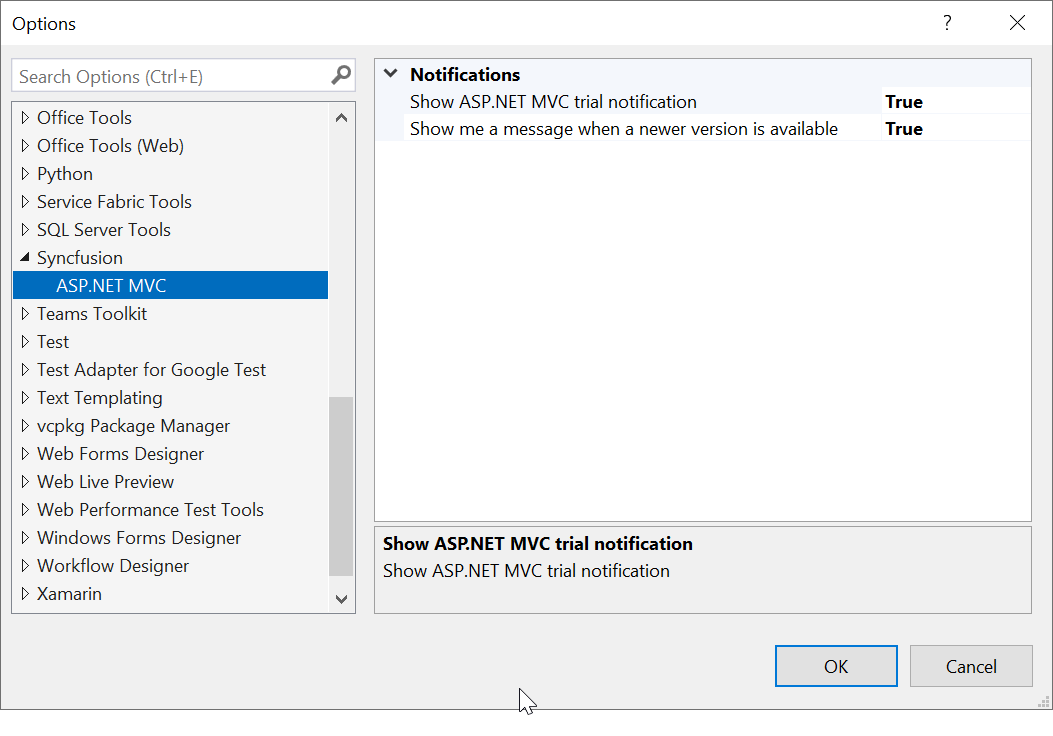 Options
?
Search Options (Ctrl+E)
Office Tools
Office Tools (Web)
Python
Service Fabric Tools
SQL Server Tools
Syncfusion
ASP.NET MVC
Teams Toolkit
Test
Test Adapter for Google Test
Text Templating
vcpkg Package Manager
Web Forms Designer
Web Live Preview
Web Performance Test Tools
Windows Forms Designer
Workflow Designer
Xamarin
Notifications
Show ASP.NET MVC trial notification True
Show me a message when a newer version is available True
Show ASP.NET MVC trial notification
Show ASP.NET MVC trial notification
OK Cancel